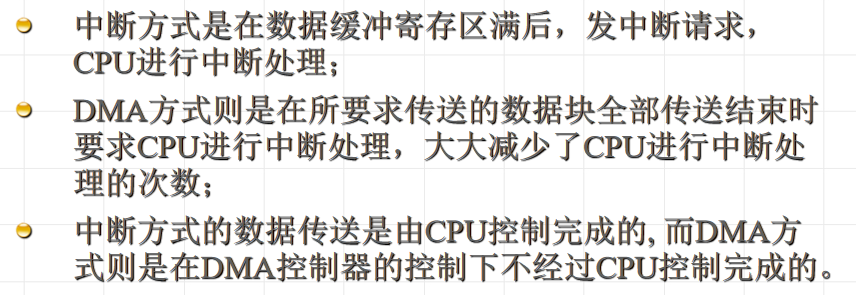 中断方式是在数据缓冲寄存区满后，发中断请求，
CPU进行中断处理；
DMA方式则是在所要求传送的数据块全部传送结束时
要求CPU进行中断处理，大大减少了CPU进行中断处
理的次数；
中断方式的数据传送是由CPU控制完成的, 而DMA方
式则是在DMA控制器的控制下不经过CPU控制完成的。